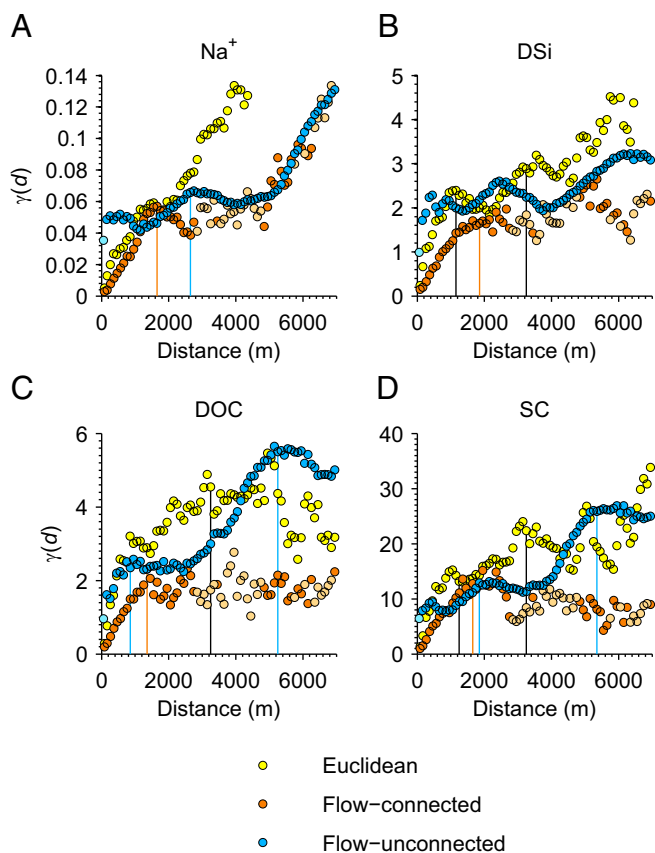 A
Na+
γ(d)
0.14
0.12
0.1
0.08
0.06
0.04
0.02
0
0 2000 4000 6000
Distance (m)
B
DSi
5
4
3
2
1
0
0 2000 4000 6000
Distance (m)
C
DOC
γ(d)
6
4
2
0
0 2000 4000 6000
Distance (m)
D
SC
40
30
20
10
0
0 2000 4000 6000
Distance (m)
Euclidean
Flow−connected
Flow−unconnected